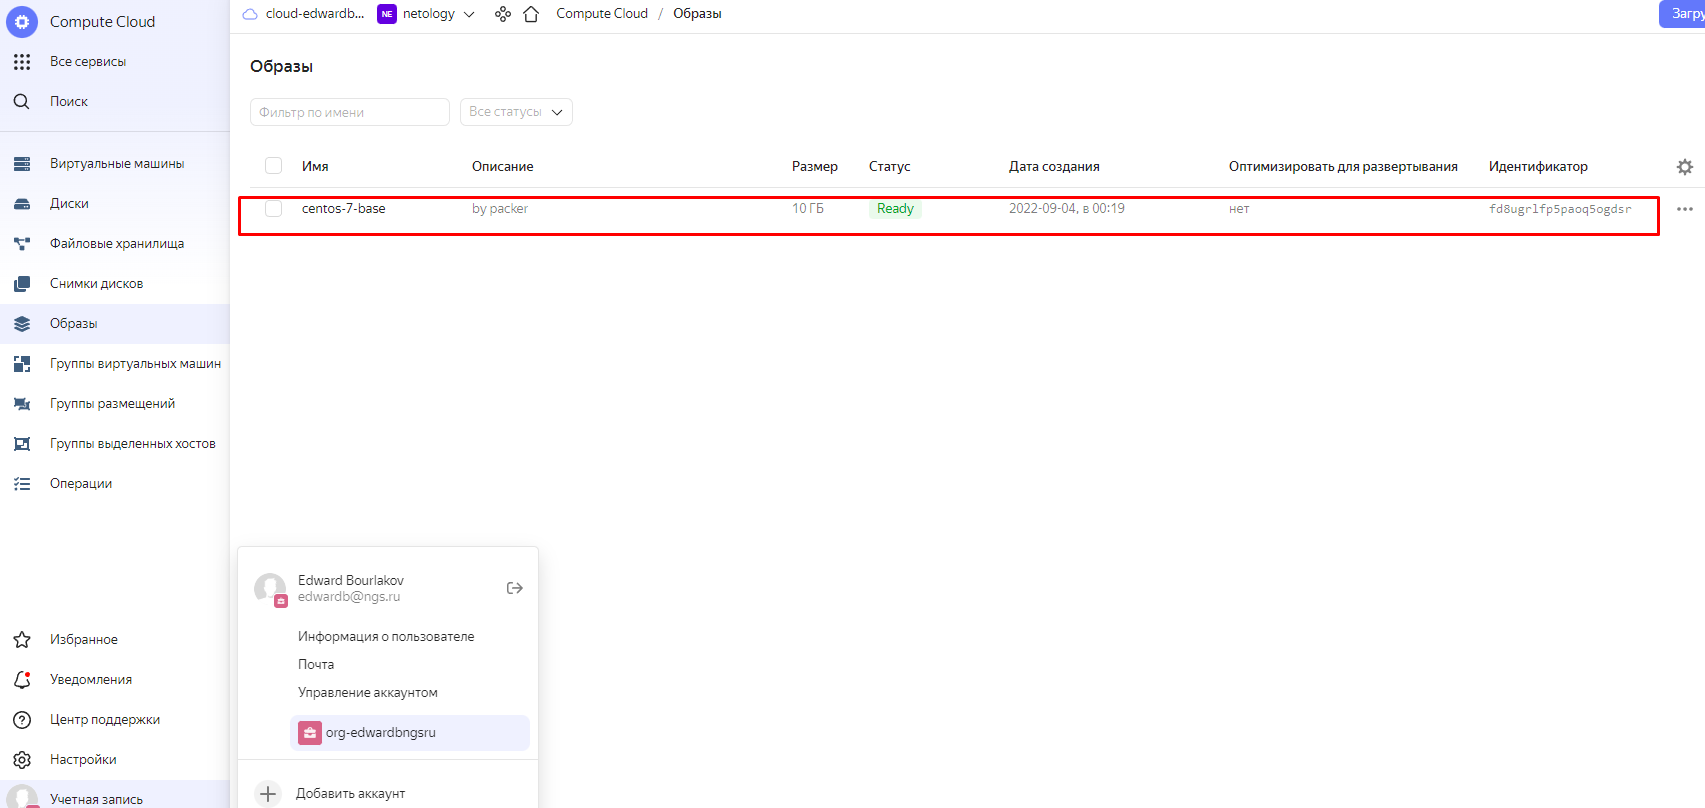 Compute Cloud
Все сервисы
Поиск
Виртуальные машины
Диски
Файловые хранилища
Снимки дисков
Образы
Группы виртуальных машин
Группы размещений
Группы выделенных хостов
Операции
Избранное
Уведомления
Центр поддержки
Настройки
Учетная запись
cloud-edwardb... NE netology Compute Cloud / Образы
Загру
Образы
Фильтр по имени Все статусы
Имя Описание Размер Статус Дата создания Оптимизировать для развертывания Идентификатор
centos-7-base by packer 10 ГБ Ready 2022-09-04, в 00:19 нет fd8ugrlfp5paoq5ogdsr
Edward Bourlakov
edwardb@ngs.ru
Информация о пользователе
Почта
Управление аккаунтом
org-edwardbngsru
Добавить аккаунт